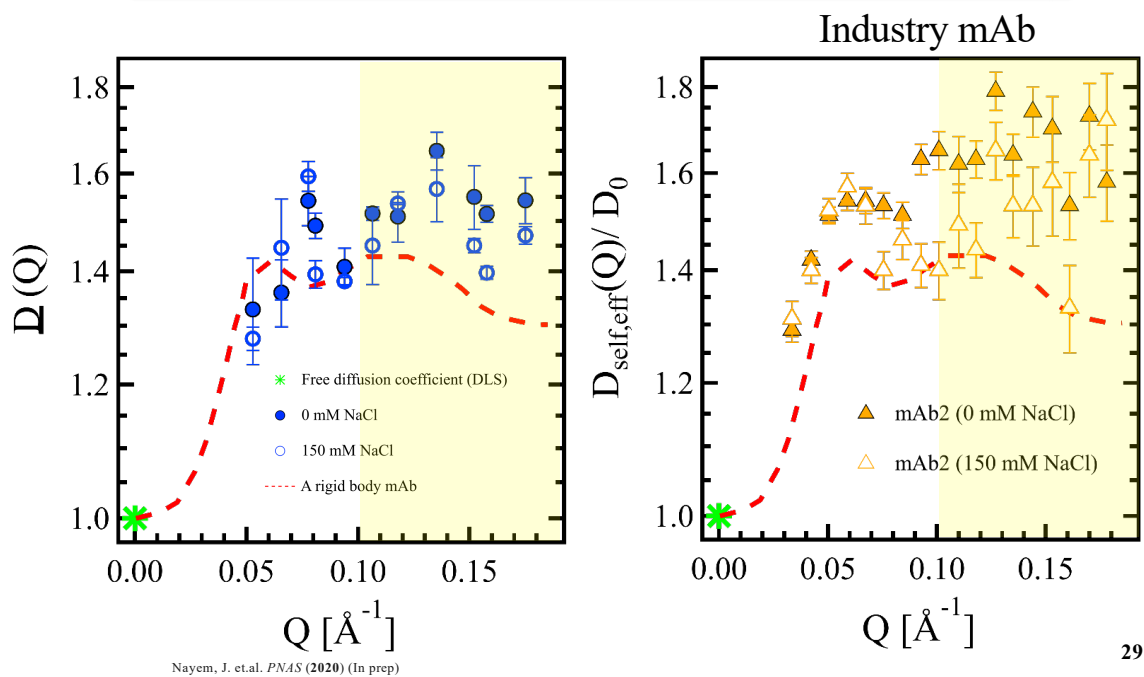 Industry mAb
1.8
1.6
1.4
1.2
1.0
D (Q)
Free diffusion coefficient (DLS)
0 mM NaCl
150 mM NaCl
A rigid body mAb
0.00 0.05 0.10 0.15
Q [Å⁻¹]
1.8
1.6
1.4
1.2
1.0
D_self,eff(Q)/ D_0
mAb2 (0 mM NaCl)
mAb2 (150 mM NaCl)
0.00 0.05 0.10 0.15
Q [Å⁻¹]
Nayem, J. et.al. PNAS (2020) (In prep)
29